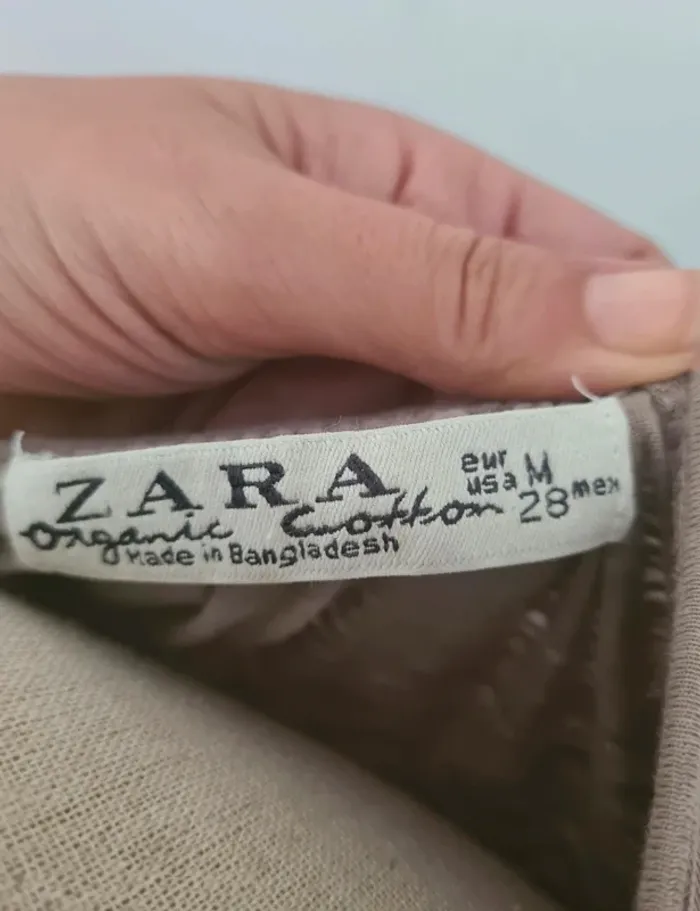 ZARA
Organic Cotton
Made in Bangladesh
eur
usa M
28 mex